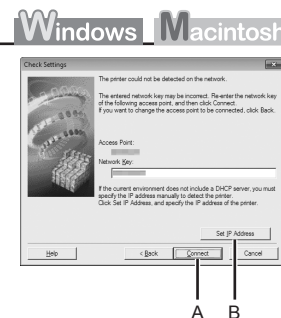 Windows Macintosh
Check Settings
The printer could not be detected on the network.
The entered network key may be incorrect. Re-enter the network key
of the following access point, and then click Connect.
If you want to change the access point to be connected, click Back.
Access Point:
Network Key:
If the current environment does not include a DHCP server, you must
specify the IP address manually to detect the printer.
Click Set IP Address, and specify the IP address of the printer.
Set IP Address
Help < Back Connect Cancel
A B